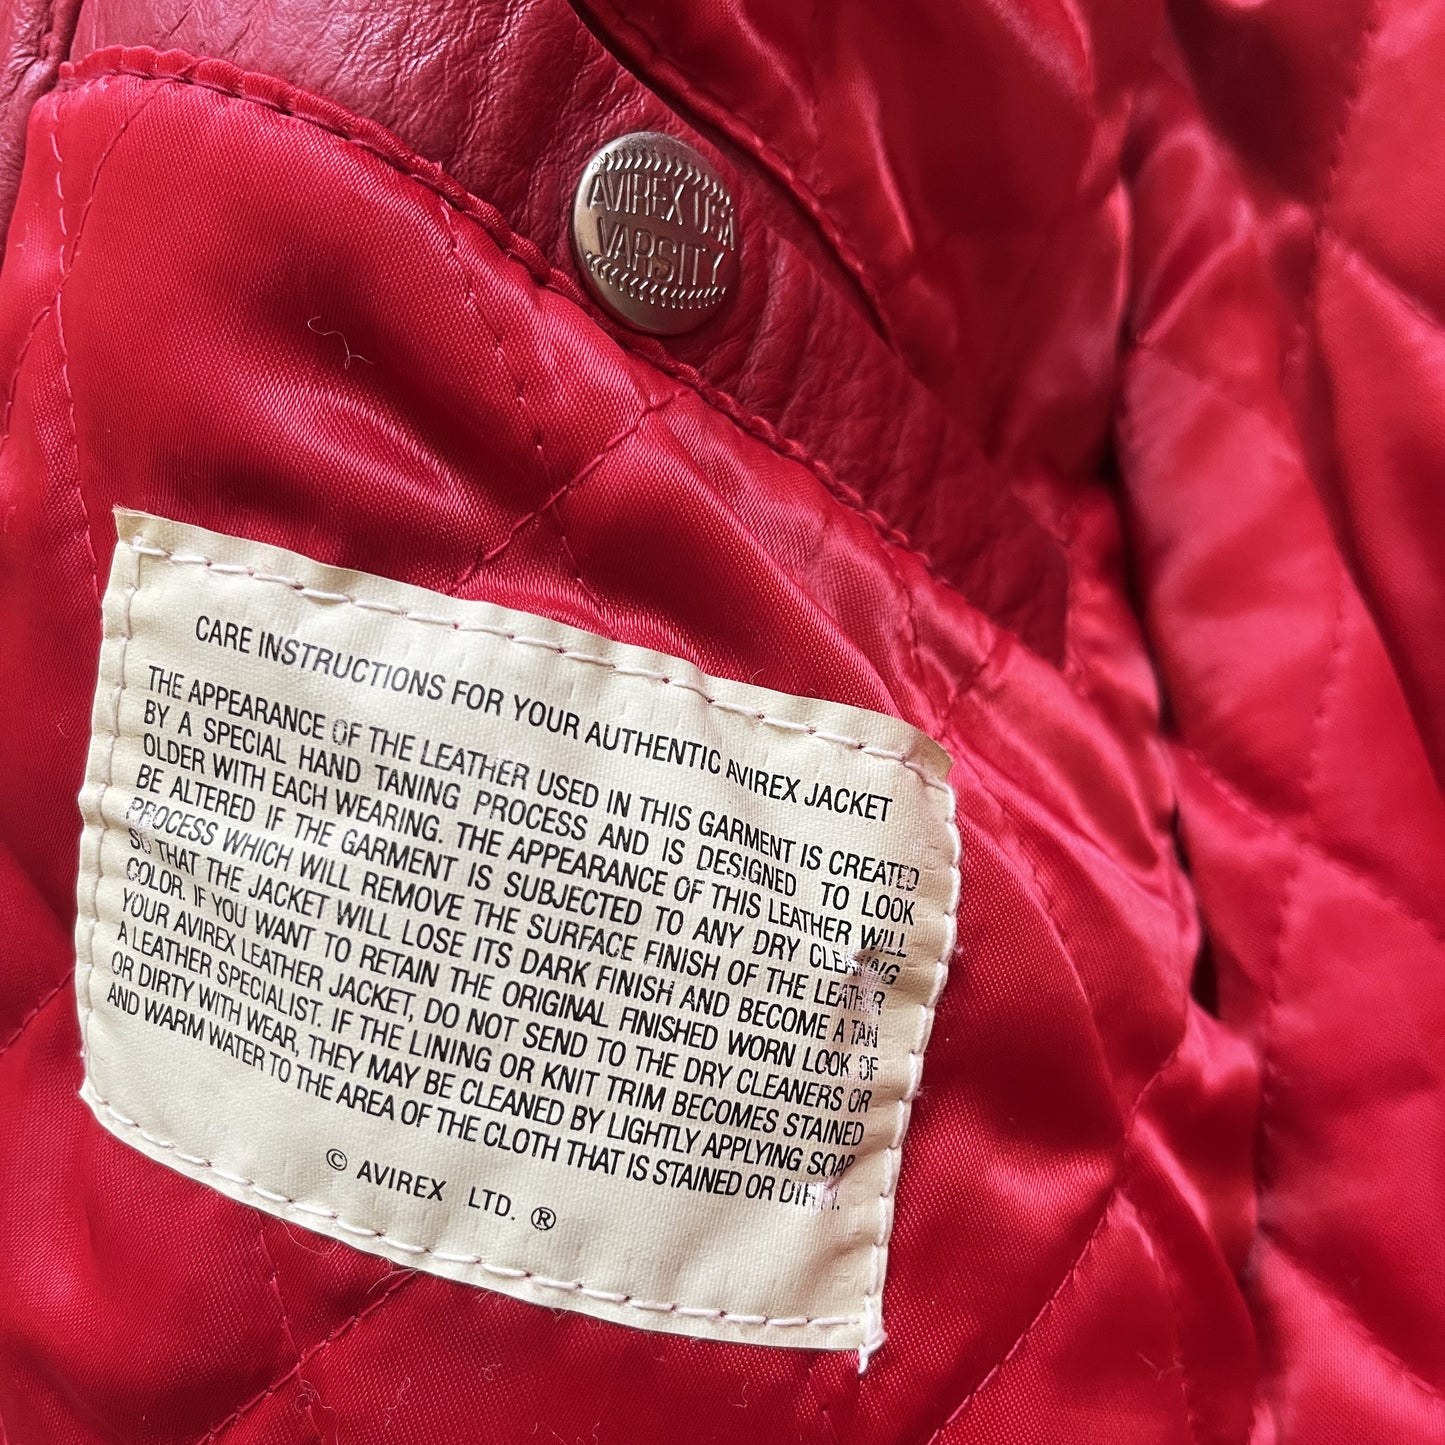 AVIREX USA
VARSITY
CARE INSTRUCTIONS FOR YOUR AUTHENTIC AVIREX JACKET
THE APPEARANCE OF THE LEATHER USED IN THIS GARMENT IS CREATED
BY A SPECIAL HAND TANING PROCESS AND IS DESIGNED TO LOOK
OLDER WITH EACH WEARING. THE APPEARANCE OF THIS LEATHER WILL
BE ALTERED IF THE GARMENT IS SUBJECTED TO ANY DRY CLEANING
PROCESS WHICH WILL REMOVE THE SURFACE FINISH OF THE LEATHER
SO THAT THE JACKET WILL LOSE ITS DARK FINISH AND BECOME A TAN
COLOR. IF YOU WANT TO RETAIN THE ORIGINAL FINISHED WORN LOOK OF
YOUR AVIREX LEATHER JACKET, DO NOT SEND TO THE DRY CLEANERS OR
A LEATHER SPECIALIST. IF THE LINING OR KNIT TRIM BECOMES STAINED
OR DIRTY WITH WEAR, THEY MAY BE CLEANED BY LIGHTLY APPLYING SOAP
AND WARM WATER TO THE AREA OF THE CLOTH THAT IS STAINED OR DIRTY.
© AVIREX LTD. ®